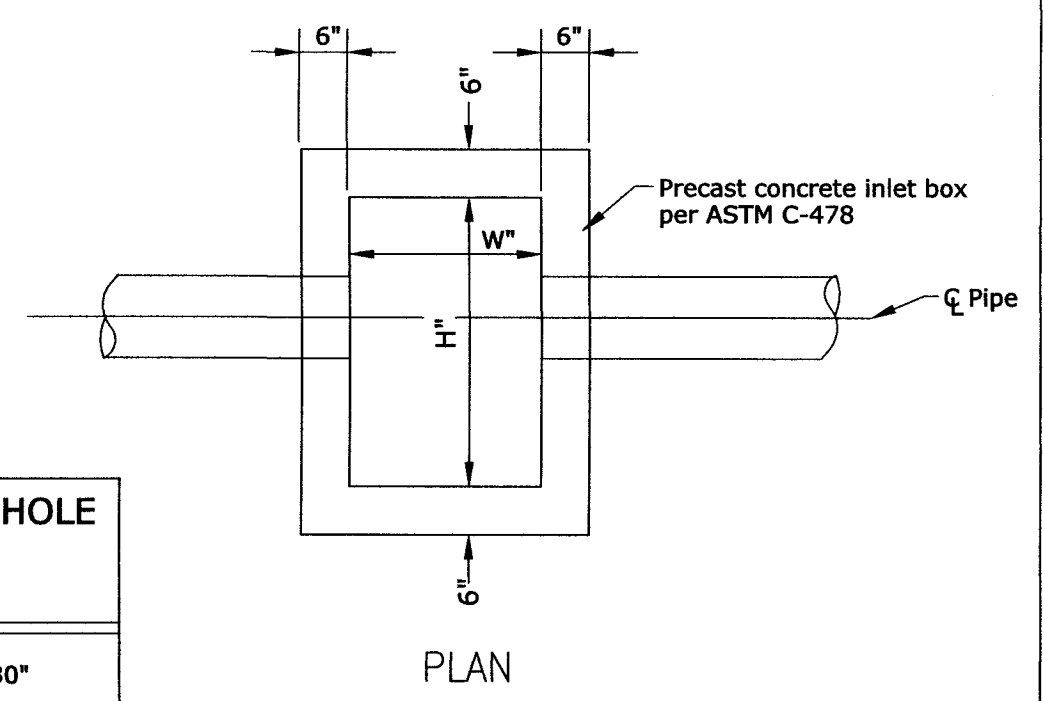 6" 6"
6"
Precast concrete inlet box
per ASTM C-478
W"
H"
℄ Pipe
HOLE
6"
30"
PLAN